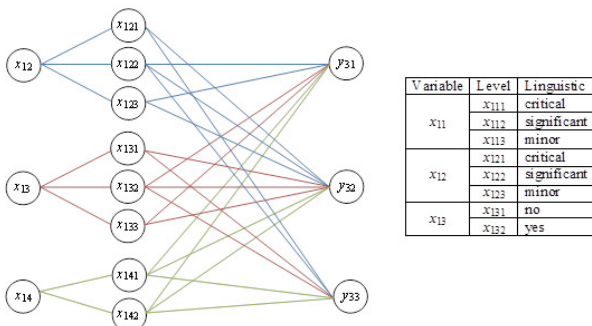 x121
x12
x122
x123
y31
x131
x13
x132
x133
y32
x141
x14
x142
y33
Variable Level Linguistic
x11
x111 critical
x112 significant
x113 minor
x12
x121 critical
x122 significant
x123 minor
x13
x131 no
x132 yes